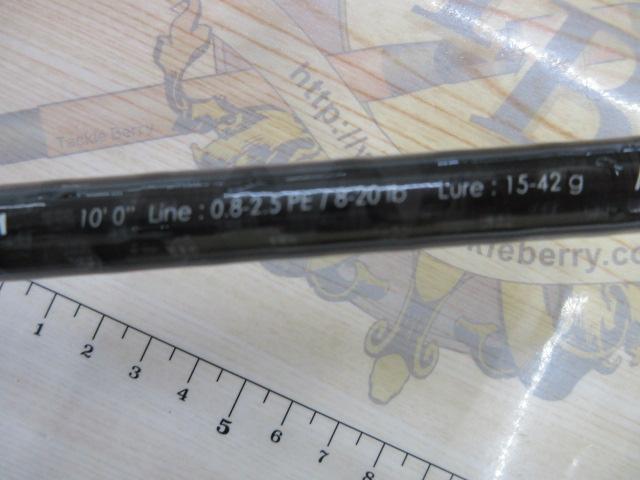 http://
Tackle Berry
10' 0" Line : 0.8-2.5 PE / 8-20 lb Lure : 15-42 g
kleberry.co
1 2 3 4 5 6 7 8